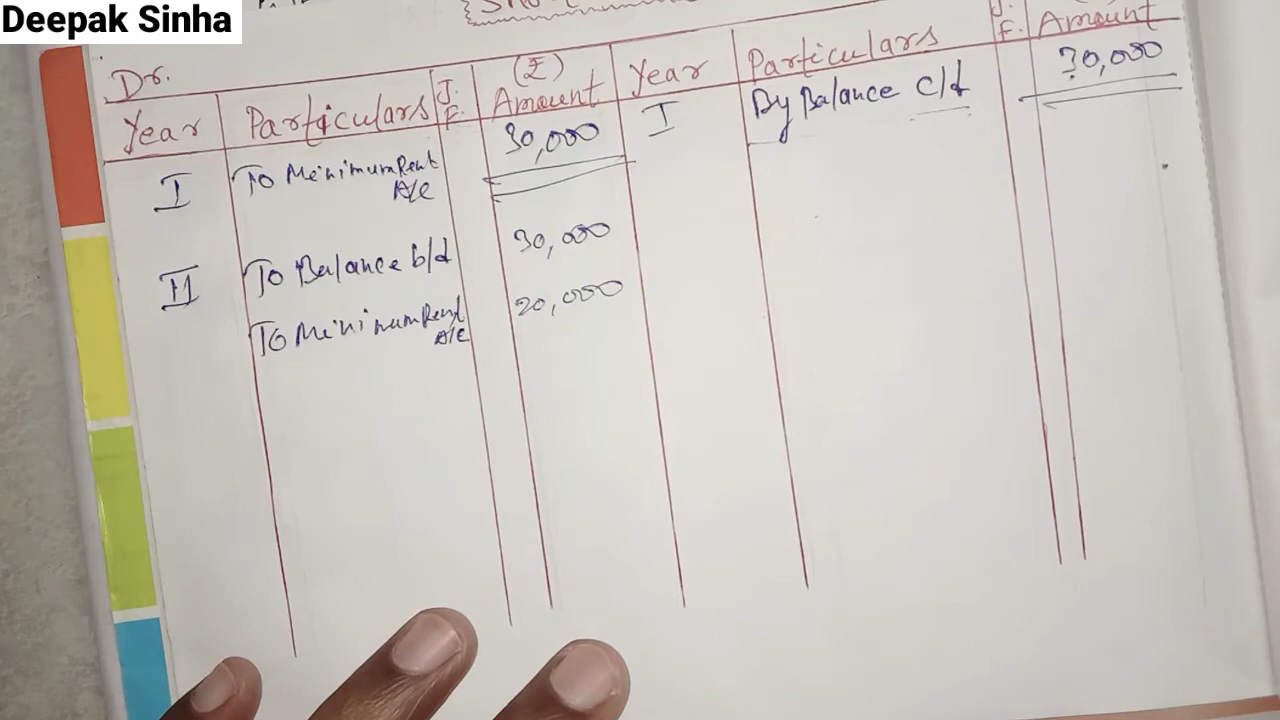 Deepak Sinha
Dr.
Year Particulars J.F. (₹) Amount Year Particulars J.F. Amount
I To Minimum Rent A/c 30,000 I By Balance c/d 30,000
II To Balance b/d 30,000
To Minimum Rent A/c 20,000